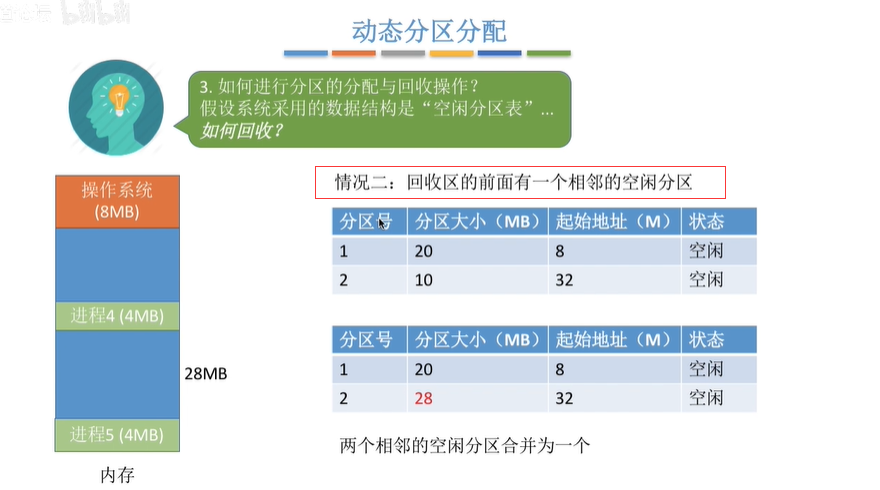 bilibili
动态分区分配
3. 如何进行分区的分配与回收操作？
假设系统采用的数据结构是“空闲分区表”...
如何回收？
操作系统
(8MB)
进程4 (4MB)
28MB
进程5 (4MB)
内存
情况二：回收区的前面有一个相邻的空闲分区
分区号 分区大小（MB） 起始地址（M） 状态
1 20 8 空闲
2 10 32 空闲
分区号 分区大小（MB） 起始地址（M） 状态
1 20 8 空闲
2 28 32 空闲
两个相邻的空闲分区合并为一个